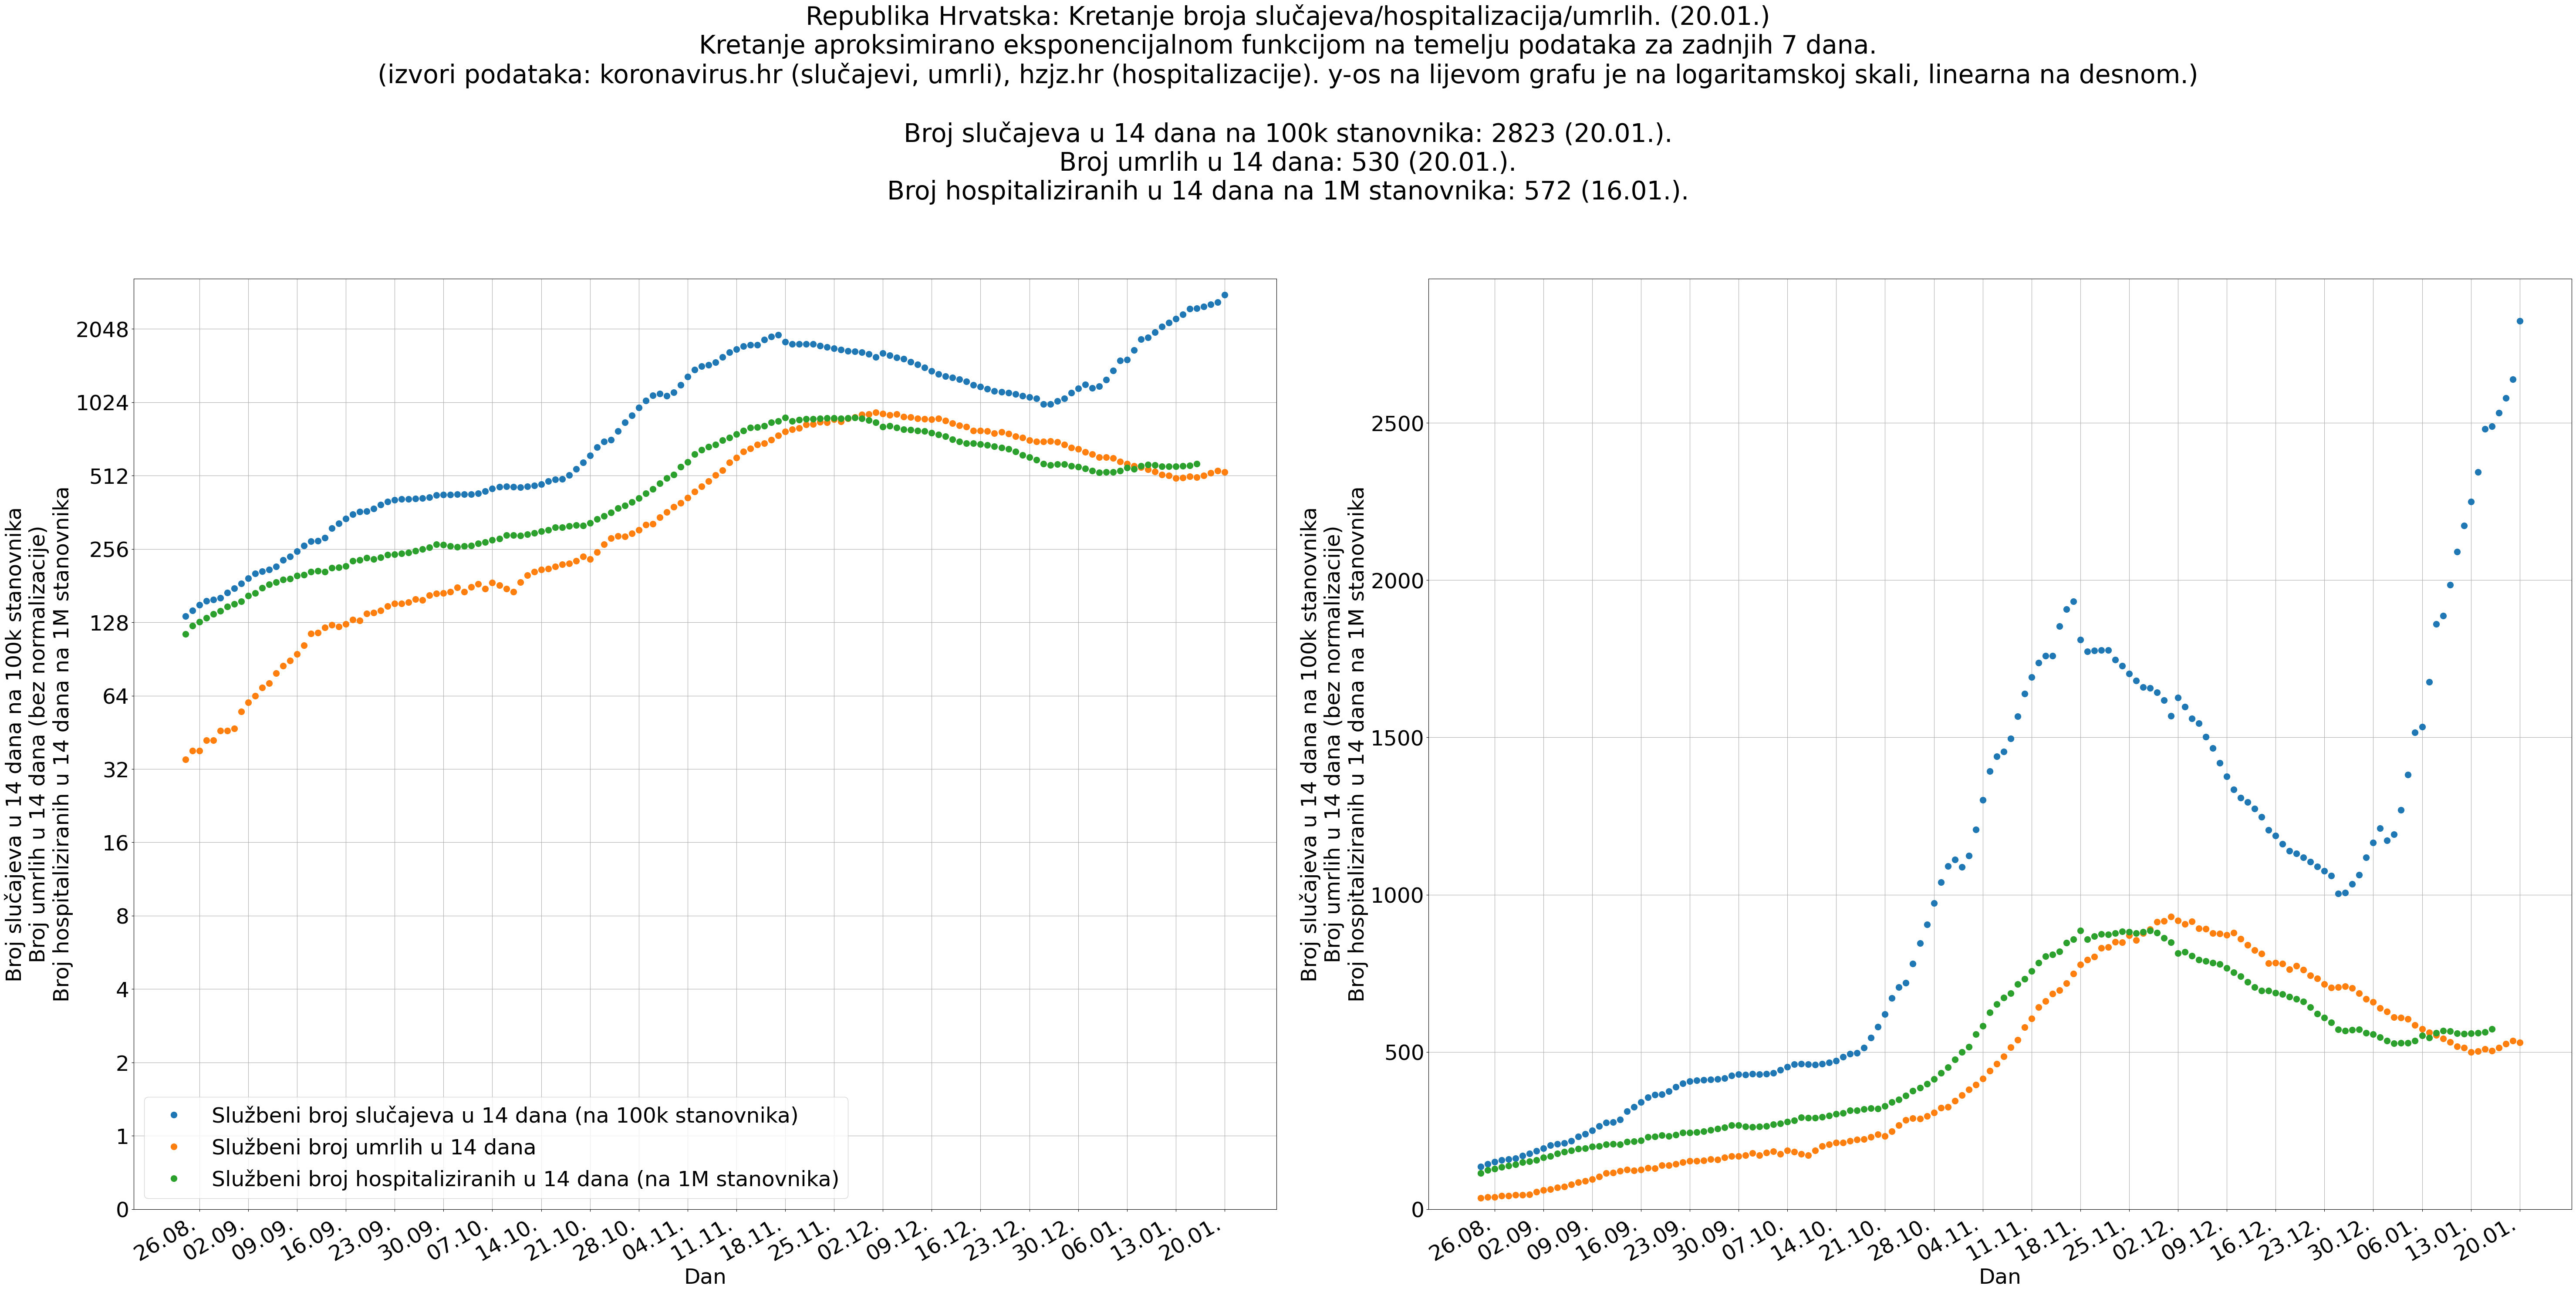 Republika Hrvatska: Kretanje broja slučajeva/hospitalizacija/umrlih. (20.01.)
Kretanje aproksimirano eksponencijalnom funkcijom na temelju podataka za zadnjih 7 dana.
(izvori podataka: koronavirus.hr (slučajevi, umrli), hzjz.hr (hospitalizacije). y-os na lijevom grafu je na logaritamskoj skali, linearna na desnom.)
Broj slučajeva u 14 dana na 100k stanovnika: 2823 (20.01.).
Broj umrlih u 14 dana: 530 (20.01.).
Broj hospitaliziranih u 14 dana na 1M stanovnika: 572 (16.01.).
Broj slučajeva u 14 dana na 100k stanovnika
Broj umrlih u 14 dana (bez normalizacije)
Broj hospitaliziranih u 14 dana na 1M stanovnika
2048
1024
512
256
128
64
32
16
8
4
2
1
0
Službeni broj slučajeva u 14 dana (na 100k stanovnika)
Službeni broj umrlih u 14 dana
Službeni broj hospitaliziranih u 14 dana (na 1M stanovnika)
26.08. 02.09. 09.09. 16.09. 23.09. 30.09. 07.10. 14.10. 21.10. 28.10. 04.11. 11.11. 18.11. 25.11. 02.12. 09.12. 16.12. 23.12. 30.12. 06.01. 13.01. 20.01.
Dan
Broj slučajeva u 14 dana na 100k stanovnika
Broj umrlih u 14 dana (bez normalizacije)
Broj hospitaliziranih u 14 dana na 1M stanovnika
2500
2000
1500
1000
500
0
26.08. 02.09. 09.09. 16.09. 23.09. 30.09. 07.10. 14.10. 21.10. 28.10. 04.11. 11.11. 18.11. 25.11. 02.12. 09.12. 16.12. 23.12. 30.12. 06.01. 13.01. 20.01.
Dan